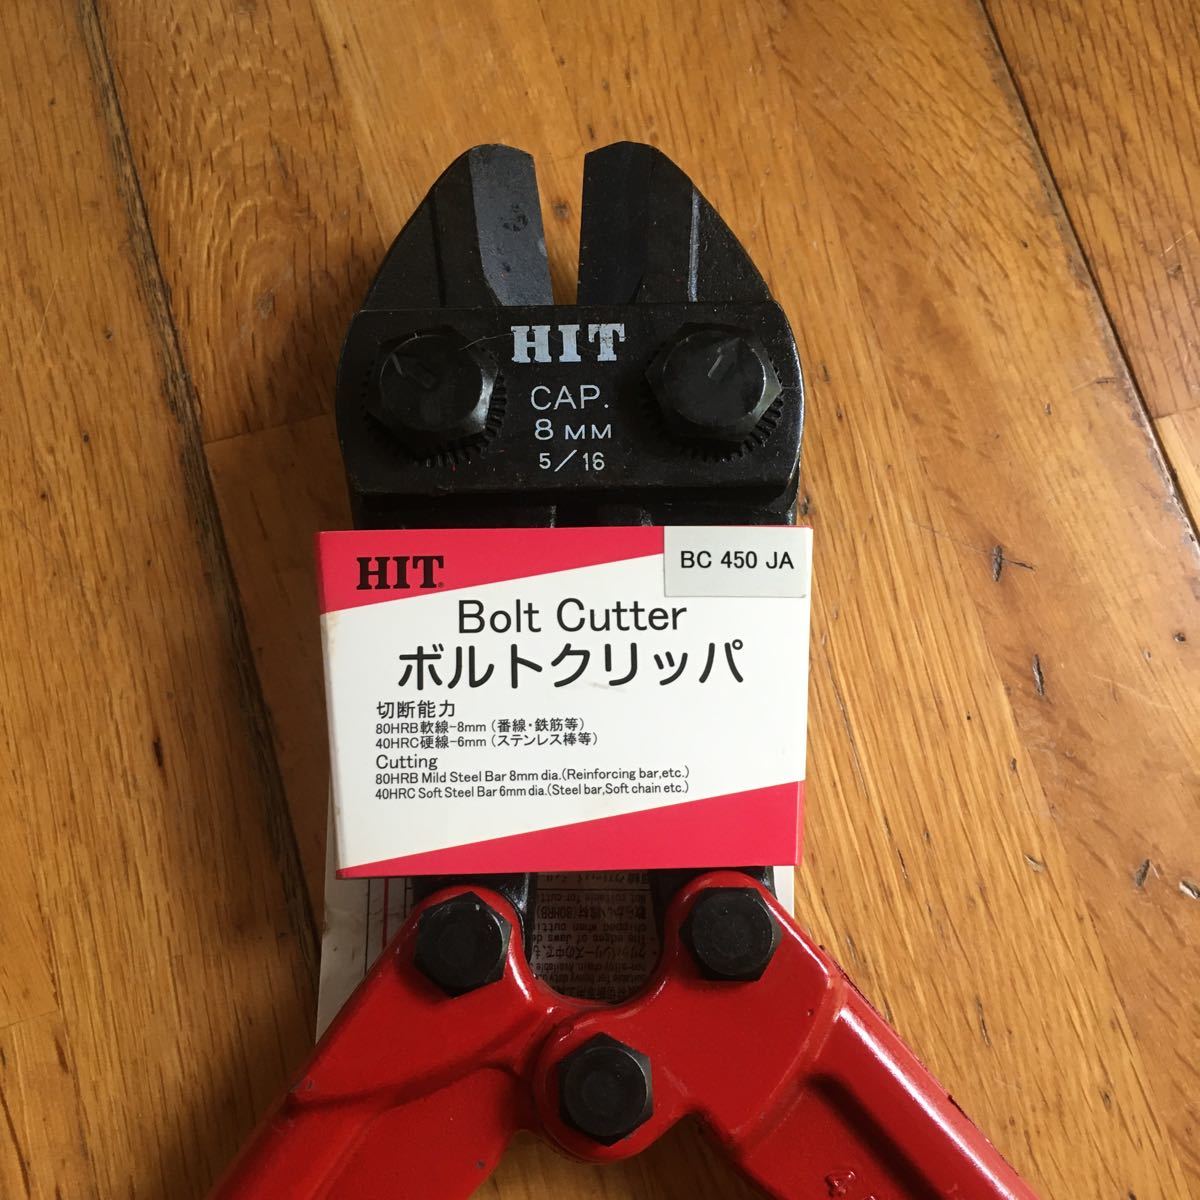 HIT
CAP.
8 MM
5/16
HIT
BC 450 JA
Bolt Cutter
ボルトクリッパ
切断能力
80HRB軟線-8mm (番線・鉄筋等)
40HRC硬線-6mm (ステンレス棒等)
Cutting
80HRB Mild Steel Bar 8mm dia.(Reinforcing bar,etc.)
40HRC Soft Steel Bar 6mm dia.(Steel bar,Soft chain etc.)